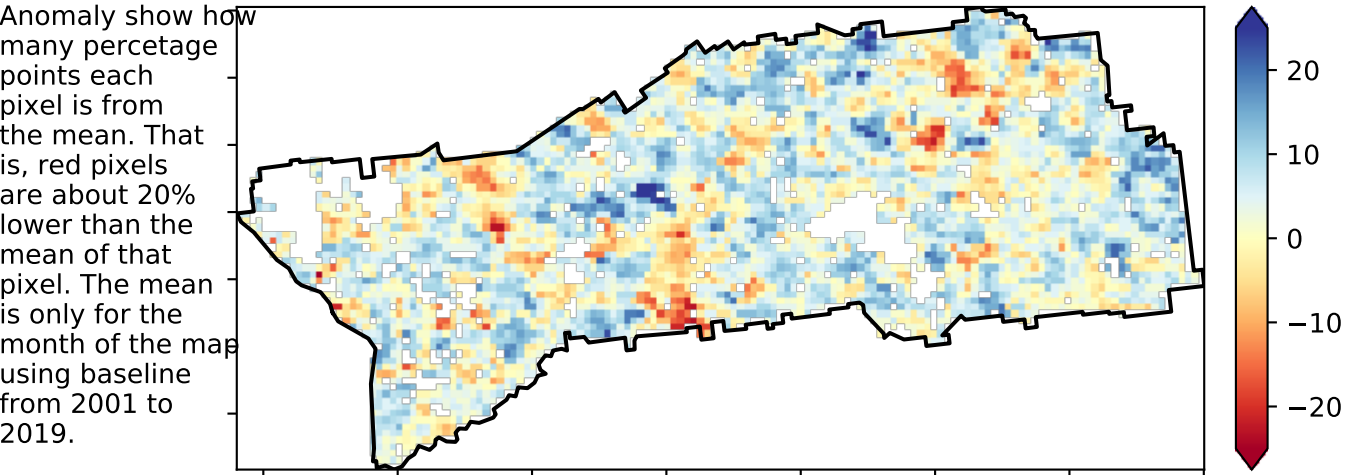 Anomaly show how
many percetage
points each
pixel is from
the mean. That
is, red pixels
are about 20%
lower than the
mean of that
pixel. The mean
is only for the
month of the map
using baseline
from 2001 to
2019.
20
10
0
−10
−20